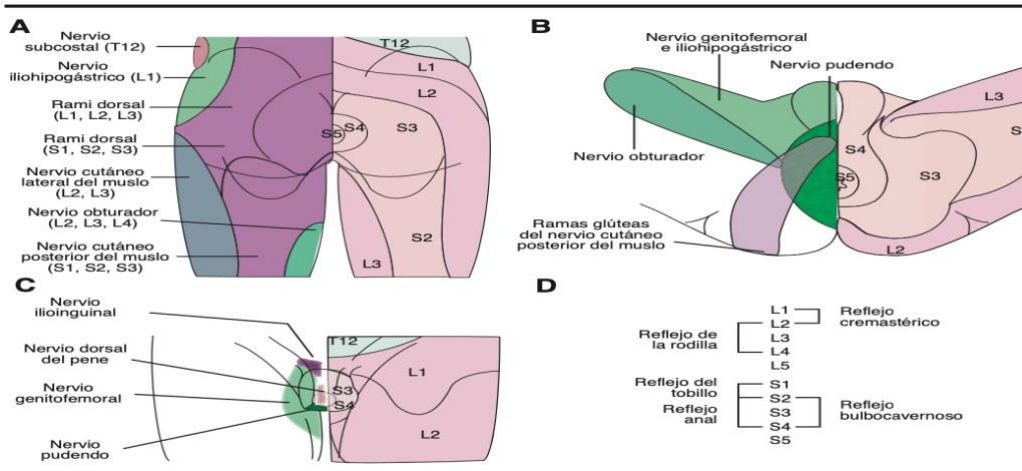 A
Nervio
subcostal (T12)
Nervio
iliohipogástrico (L1)
Rami dorsal
(L1, L2, L3)
Rami dorsal
(S1, S2, S3)
Nervio cutáneo
lateral del muslo
(L2, L3)
Nervio obturador
(L2, L3, L4)
Nervio cutáneo
posterior del muslo
(S1, S2, S3)
T12
L1
L2
S3
S4
S5
S2
L3
B
Nervio genitofemoral
e iliohipogástrico
Nervio pudendo
Nervio obturador
Ramas glúteas
del nervio cutáneo
posterior del muslo
L3
S
S4
S5
S3
L2
C
Nervio
ilioinguinal
Nervio dorsal
del pene
Nervio
genitofemoral
Nervio
pudendo
T12
L1
S3
S4
L2
D
L1
L2
L3
L4
L5
S1
S2
S3
S4
S5
Reflejo
cremastérico
Reflejo de
la rodilla
Reflejo del
tobillo
Reflejo
anal
Reflejo
bulbocavernoso